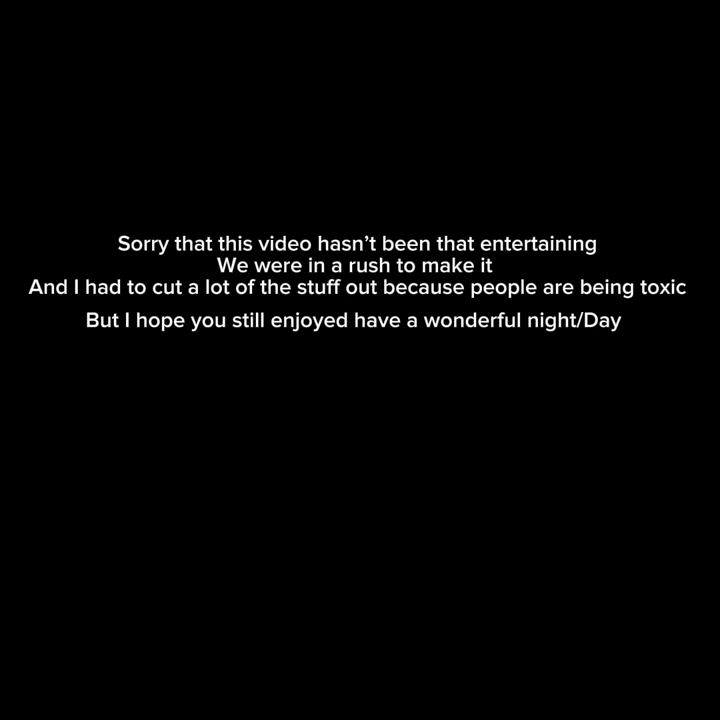 Sorry that this video hasn’t been that entertaining
We were in a rush to make it
And I had to cut a lot of the stuff out because people are being toxic
But I hope you still enjoyed have a wonderful night/Day